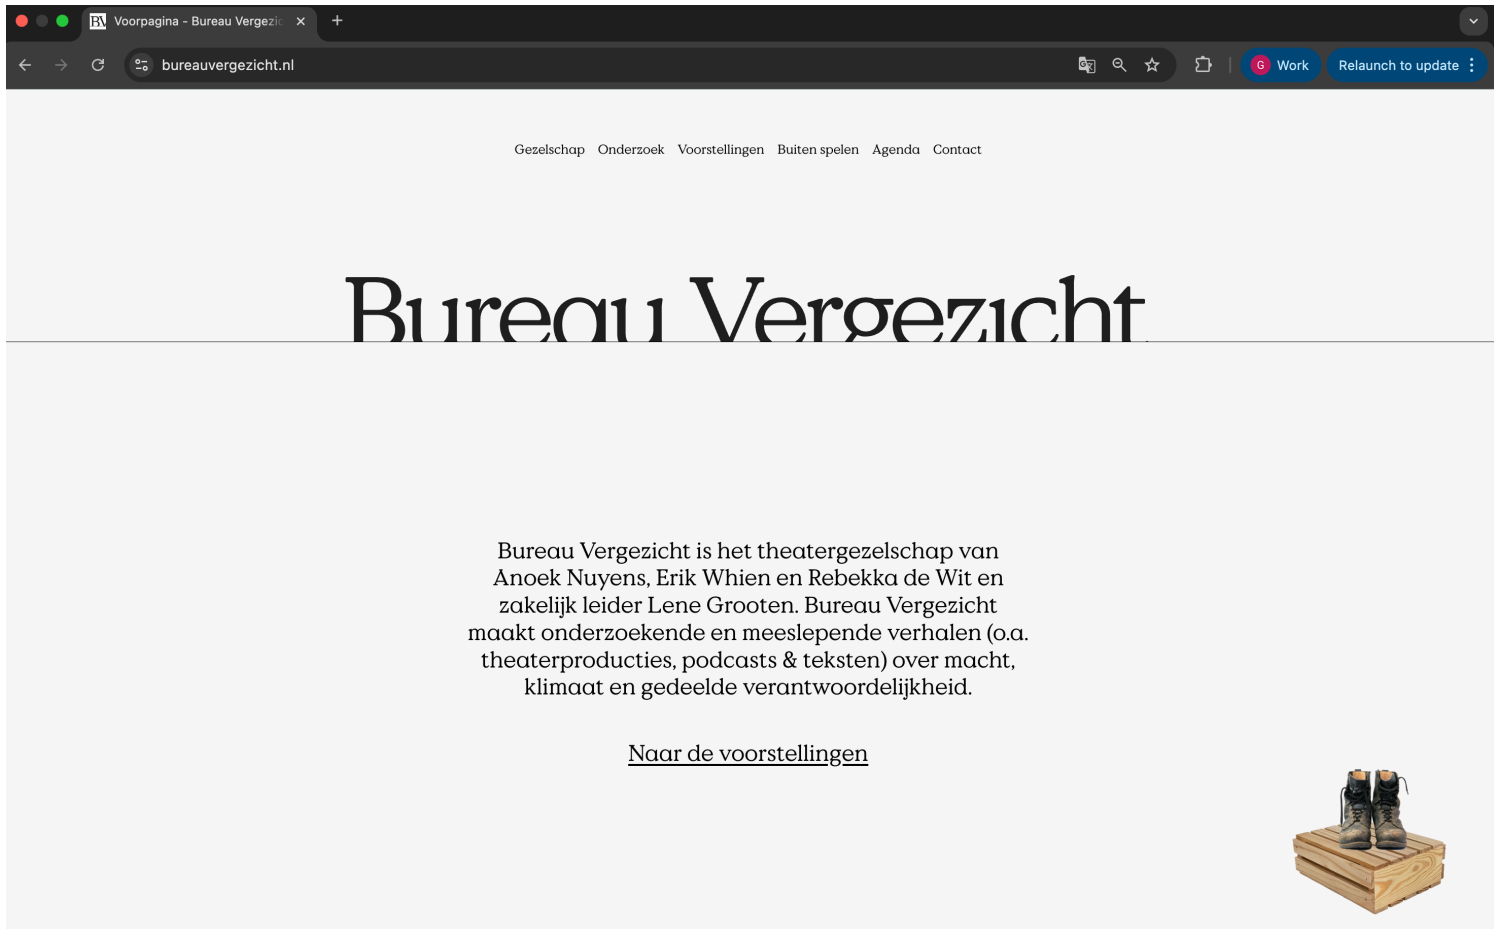 Voorpagina - Bureau Vergezic
bureauvergezicht.nl
G Work
Relaunch to update
Gezelschap Onderzoek Voorstellingen Buiten spelen Agenda Contact
Bureau Vergezicht
Bureau Vergezicht is het theatergezelschap van
Anoek Nuyens, Erik Whien en Rebekka de Wit en
zakelijk leider Lene Grooten. Bureau Vergezicht
maakt onderzoekende en meeslepende verhalen (o.a.
theaterproducties, podcasts & teksten) over macht,
klimaat en gedeelde verantwoordelijkheid.
Naar de voorstellingen